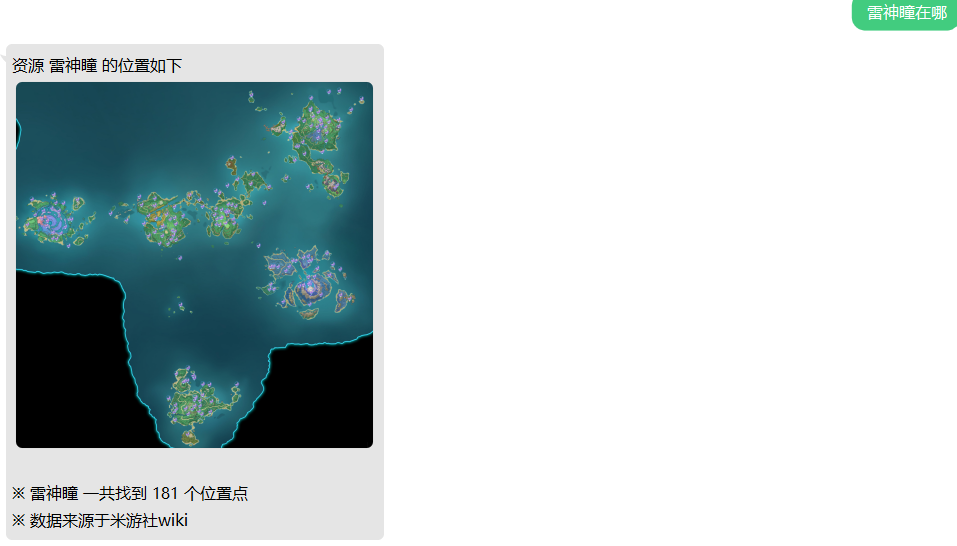 雷神瞳在哪
资源 雷神瞳 的位置如下
※ 雷神瞳 一共找到 181 个位置点
※ 数据来源于米游社wiki